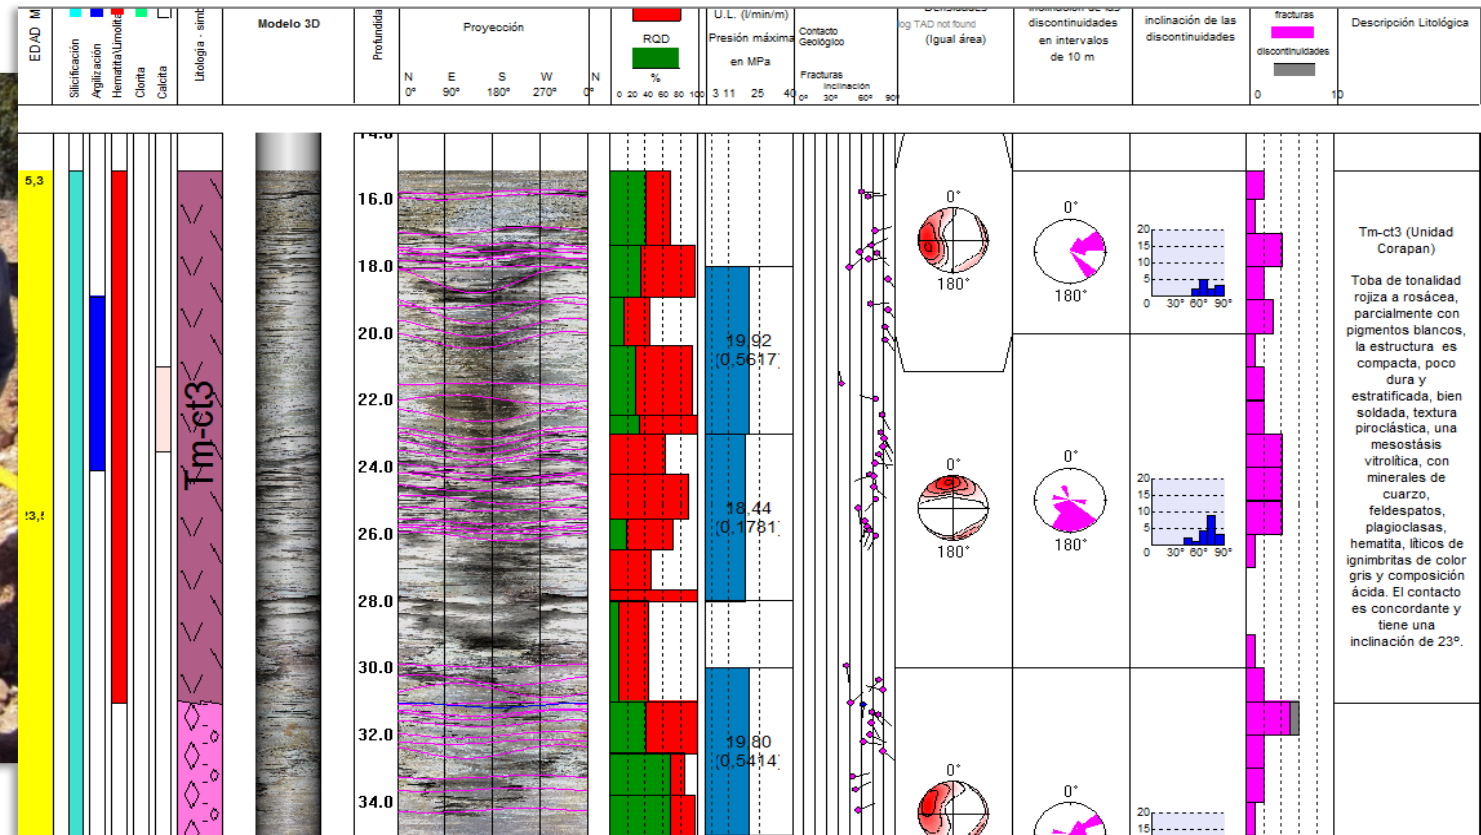 EDAD M
Silicificación
Argilización
Hematita\Limolita
Clorita
Calcita
Litología - simb
Modelo 3D
Profundida
Proyección
N E S W N
0° 90° 180° 270° 0°
RQD
%
0 20 40 60 80 100
U.L. (l/min/m)
Presión máxima
en MPa
3 11 25 40
Contacto
Geológico
Fracturas
Inclinación
0° 30° 60° 90°
log TAD not found
(Igual área)
discontinuidades
en intervalos
de 10 m
inclinación de las
discontinuidades
fracturas
discontinuidades
0 10
Descripción Litológica
5,3
Tm-ct3
14.0
16.0
18.0
20.0
22.0
24.0
26.0
28.0
30.0
32.0
34.0
19,92
(0,5617)
18,44
(0,1781)
19,80
(0,5414)
0°
180°
0°
180°
20
15
10
5
0 30° 60° 90°
0°
180°
0°
180°
20
15
10
5
0 30° 60° 90°
0°
0°
20
15
Tm-ct3 (Unidad
Corapan)
Toba de tonalidad
rojiza a rosácea,
parcialmente con
pigmentos blancos,
la estructura es
compacta, poco
dura y
estratificada, bien
soldada, textura
piroclástica, una
mesostásis
vitrolítica, con
minerales de
cuarzo,
feldespatos,
plagioclasas,
hematita, líticos de
ignimbritas de color
gris y composición
ácida. El contacto
es concordante y
tiene una
inclinación de 23º.